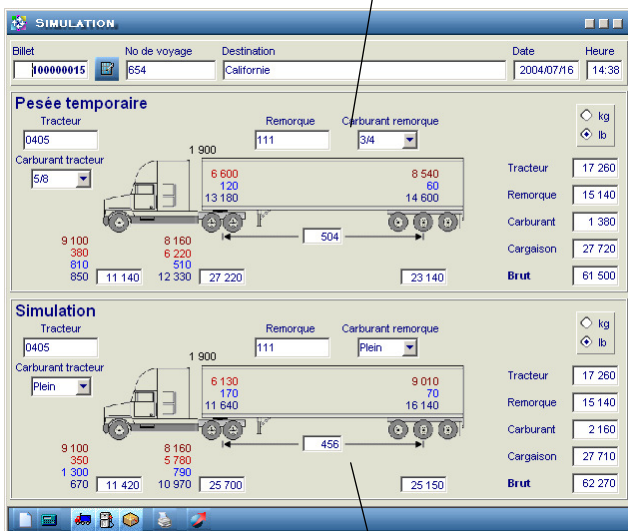 SIMULATION
Billet No de voyage Destination Date Heure
100000015 654 Californie 2004/07/16 14:38
Pesée temporaire
Tracteur Remorque Carburant remorque kg
0405 111 3/4 lb
Carburant tracteur 1 900
5/8 6 600 8 540 Tracteur 17 260
120 60
13 180 14 600 Remorque 15 140
Carburant 1 380
504
9 100 8 160 Cargaison 27 720
380 6 220
810 510
850 11 140 12 330 27 220 23 140 Brut 61 500
Simulation
Tracteur Remorque Carburant remorque kg
0405 111 Plein lb
Carburant tracteur 1 900
Plein 6 130 9 010 Tracteur 17 260
170 70
11 640 16 140 Remorque 15 140
Carburant 2 160
456
9 100 8 160 Cargaison 27 710
350 5 780
1 300 790
670 11 420 10 970 25 700 25 150 Brut 62 270